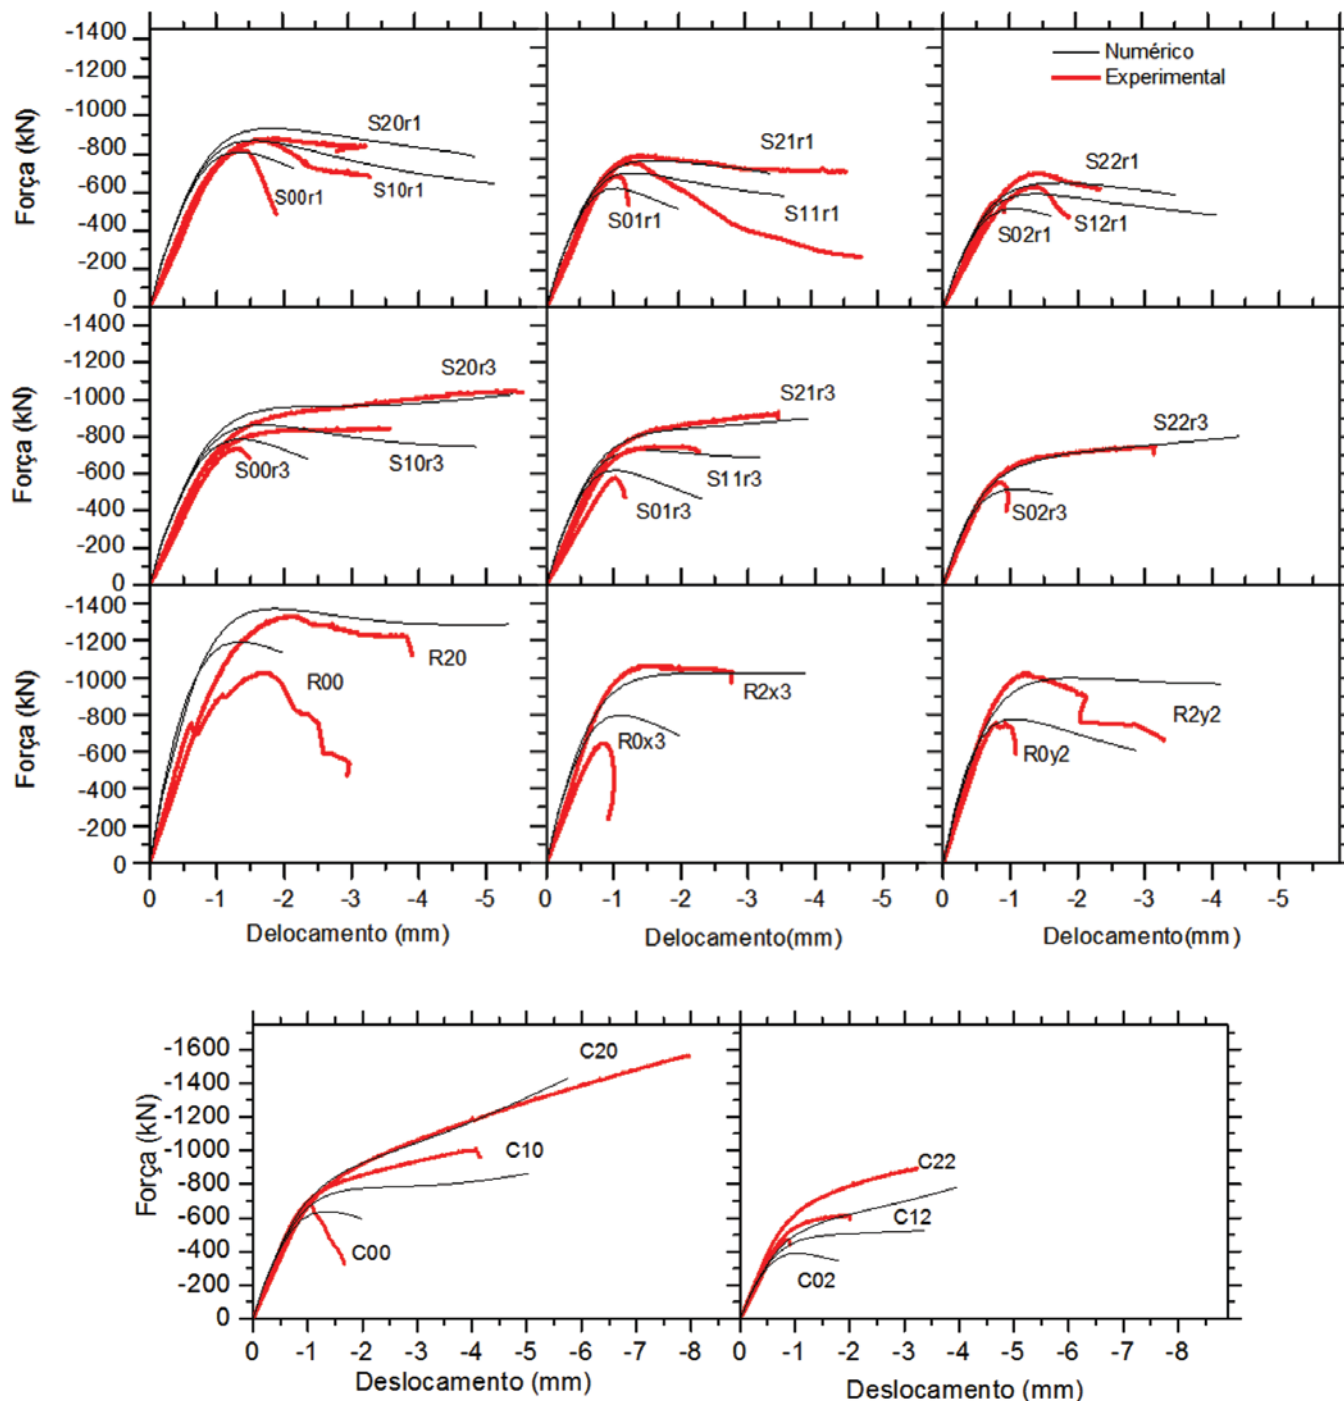 -1400
-1200
-1000
-800
-600
-400
-200
0
Força (kN)
S20r1
S10r1
S00r1
S21r1
S11r1
S01r1
Numérico
Experimental
S22r1
S12r1
S02r1
-1400
-1200
-1000
-800
-600
-400
-200
0
Força (kN)
S20r3
S10r3
S00r3
S21r3
S11r3
S01r3
S22r3
S02r3
-1400
-1200
-1000
-800
-600
-400
-200
0
Força (kN)
R20
R00
R2x3
R0x3
R2y2
R0y2
0 -1 -2 -3 -4 -5
0 -1 -2 -3 -4 -5
0 -1 -2 -3 -4 -5
Delocamento (mm)
Delocamento(mm)
Delocamento(mm)
-1600
-1400
-1200
-1000
-800
-600
-400
-200
0
Força (kN)
C20
C10
C00
C22
C12
C02
0 -1 -2 -3 -4 -5 -6 -7 -8
0 -1 -2 -3 -4 -5 -6 -7 -8
Deslocamento (mm)
Deslocamento (mm)